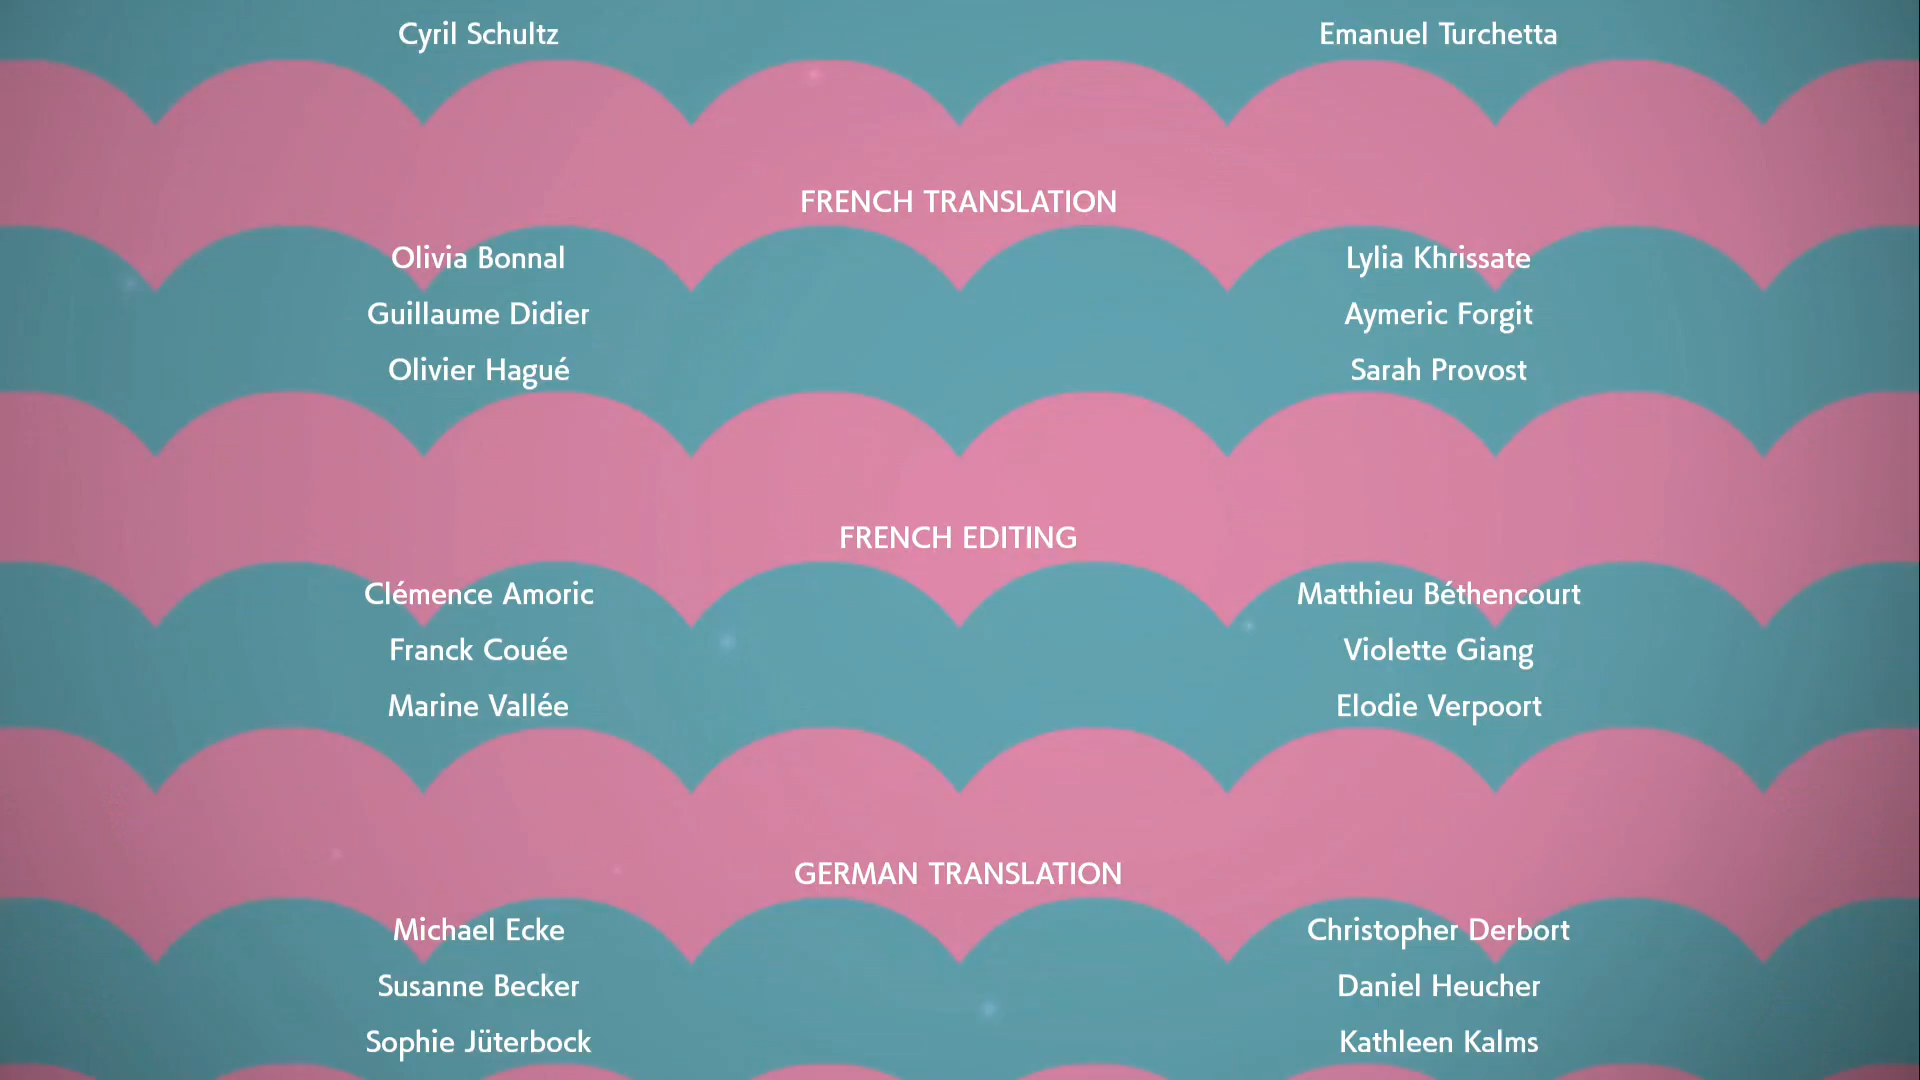 Cyril Schultz Emanuel Turchetta
FRENCH TRANSLATION
Olivia Bonnal Lylia Khrissate
Guillaume Didier Aymeric Forgit
Olivier Hagué Sarah Provost
FRENCH EDITING
Clémence Amoric Matthieu Béthencourt
Franck Couée Violette Giang
Marine Vallée Elodie Verpoort
GERMAN TRANSLATION
Michael Ecke Christopher Derbort
Susanne Becker Daniel Heucher
Sophie Jüterbock Kathleen Kalms